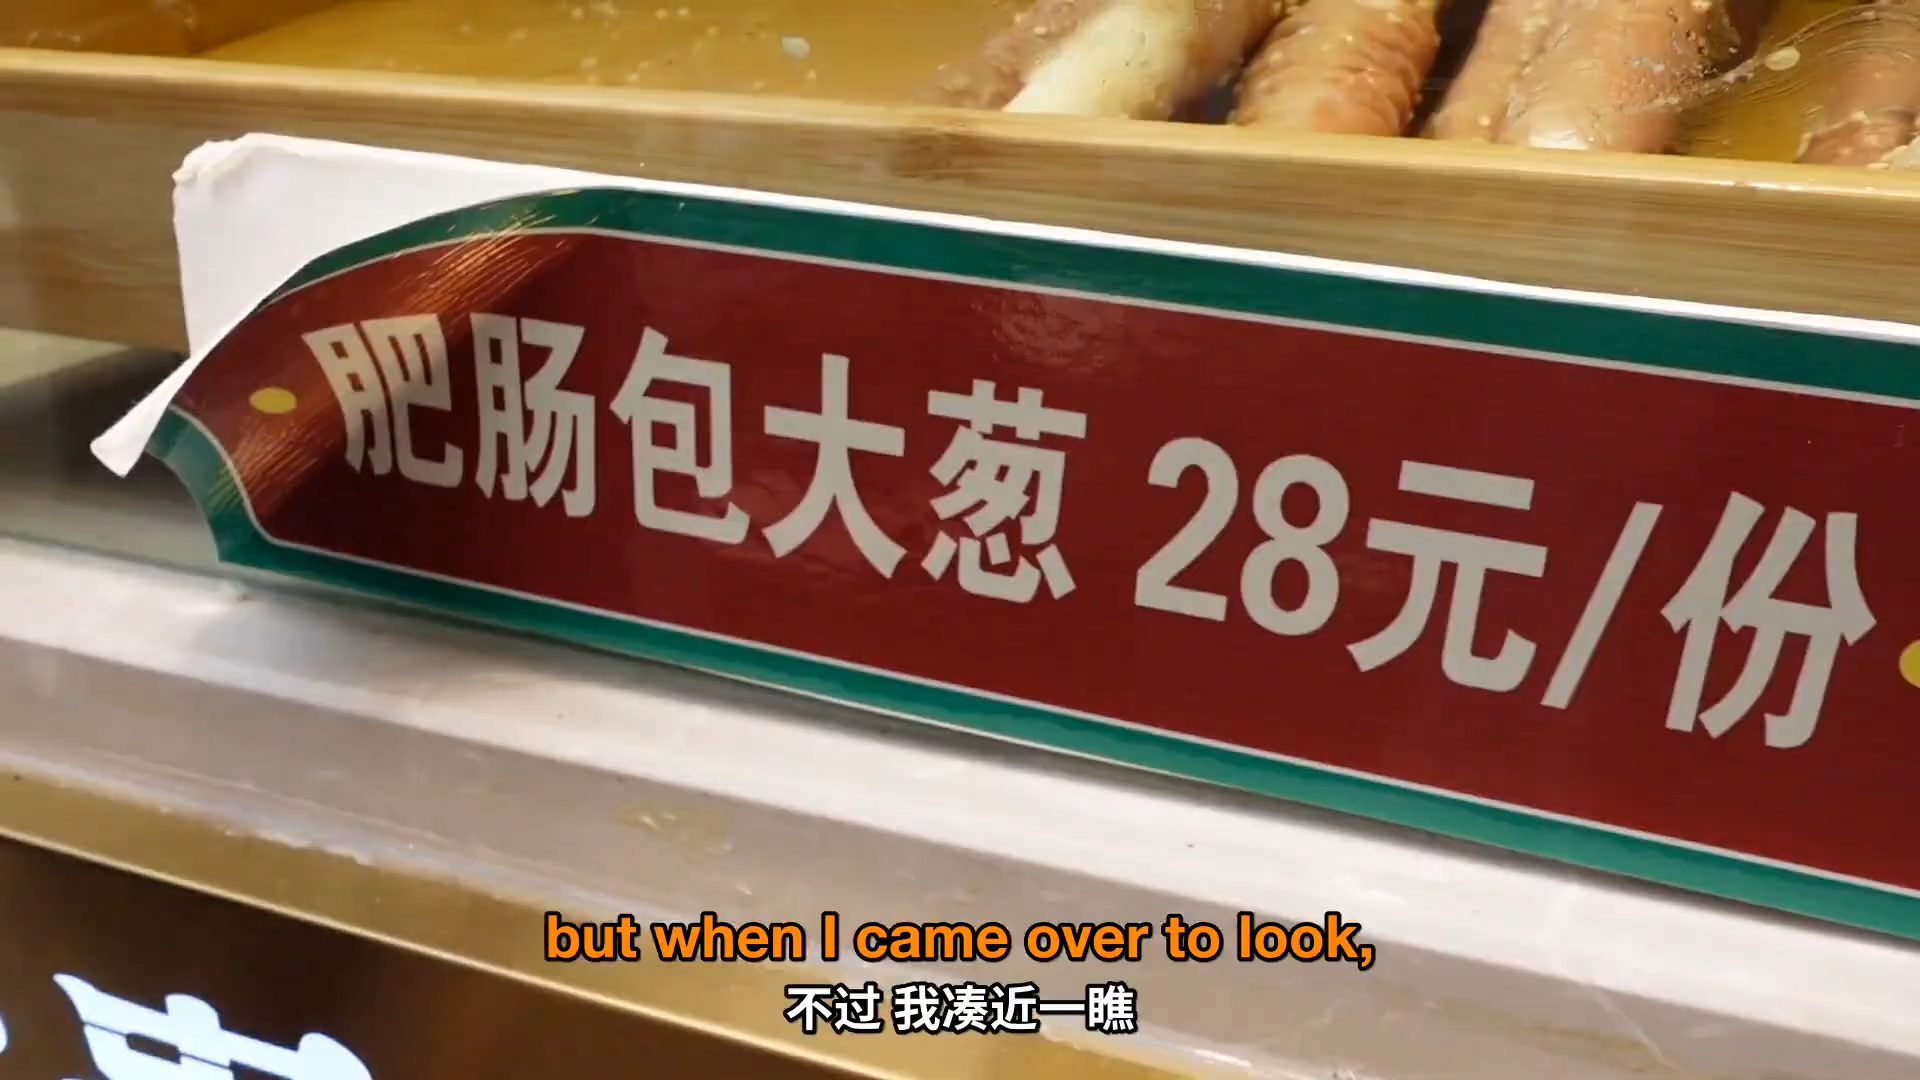 肥肠包大葱 28元/份
but when I came over to look,
不过 我凑近一瞧